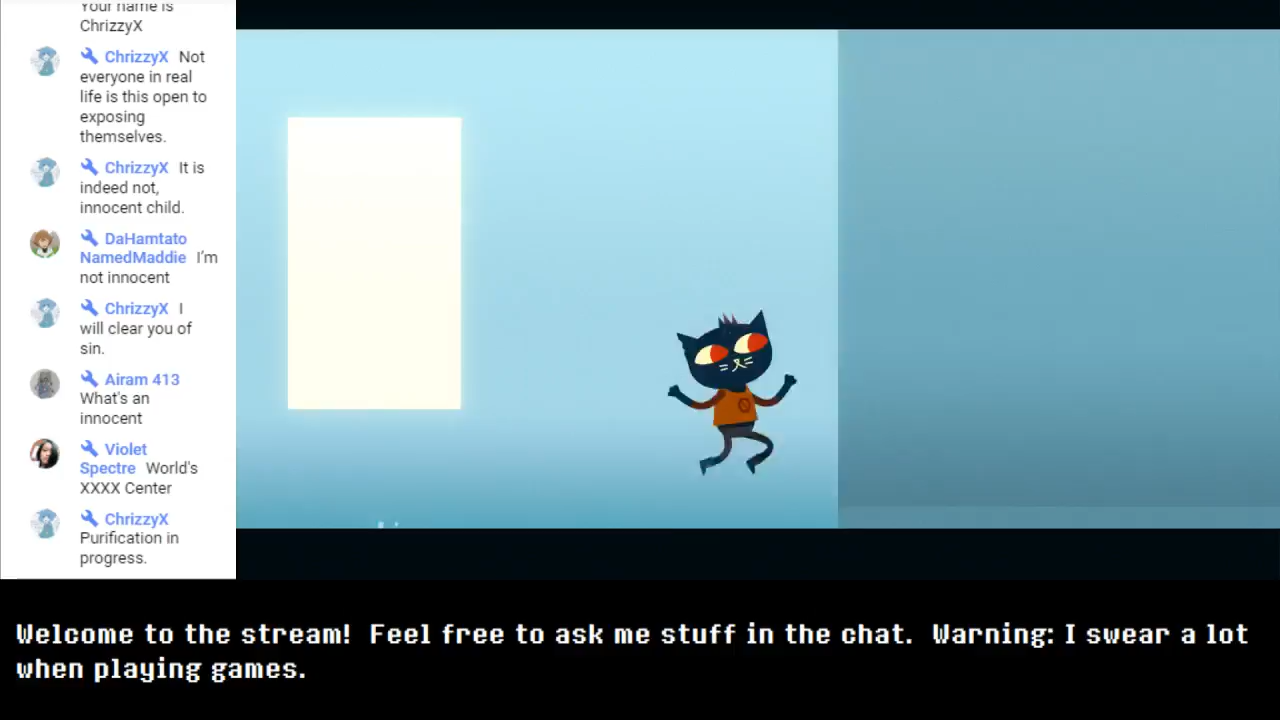 Your name is
ChrizzyX
ChrizzyX Not
everyone in real
life is this open to
exposing
themselves.
ChrizzyX It is
indeed not,
innocent child.
DaHamtato
NamedMaddie I'm
not innocent
ChrizzyX I
will clear you of
sin.
Airam 413
What's an
innocent
Violet
Spectre World's
XXXX Center
ChrizzyX
Purification in
progress.
Welcome to the stream! Feel free to ask me stuff in the chat. Warning: I swear a lot
when playing games.